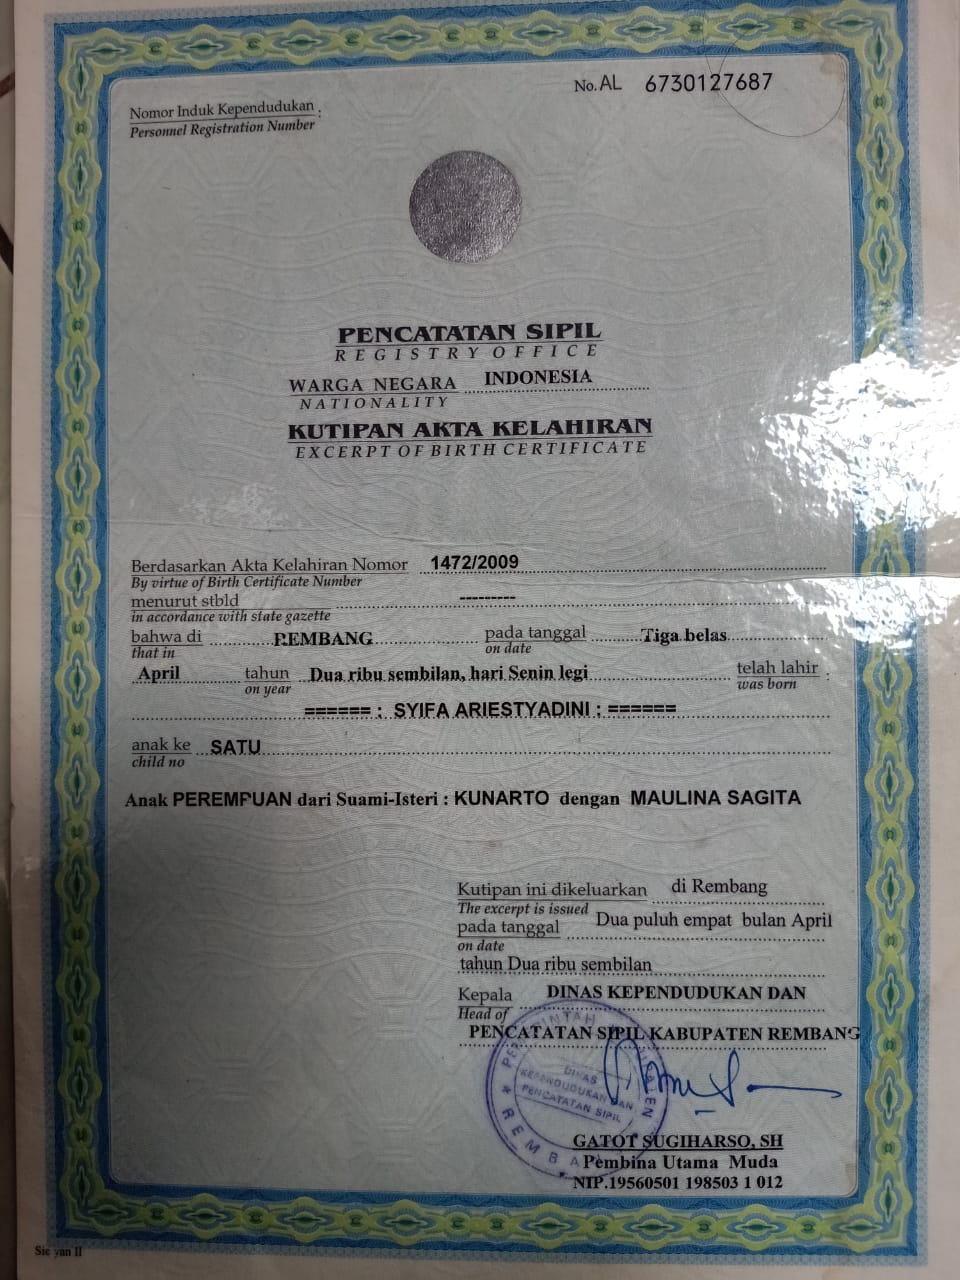 No. AL 6730127687
Nomor Induk Kependudukan :
Personnel Registration Number
PENCATATAN SIPIL
REGISTRY OFFICE
WARGA NEGARA INDONESIA
NATIONALITY
KUTIPAN AKTA KELAHIRAN
EXCERPT OF BIRTH CERTIFICATE
Berdasarkan Akta Kelahiran Nomor 1472/2009
By virtue of Birth Certificate Number
menurut stbld ---------
in accordance with state gazette
bahwa di REMBANG pada tanggal Tiga belas
that in on date
April tahun Dua ribu sembilan, hari Senin legi telah lahir :
on year was born
====== : SYIFA ARIESTYADINI : ======
anak ke SATU
child no
Anak PEREMPUAN dari Suami-Isteri : KUNARTO dengan MAULINA SAGITA
Kutipan ini dikeluarkan di Rembang
The excerpt is issued
pada tanggal Dua puluh empat bulan April
on date
tahun Dua ribu sembilan
Kepala DINAS KEPENDUDUKAN DAN
Head of
PENCATATAN SIPIL KABUPATEN REMBANG
DINAS
KEPENDUDUKAN DAN
PENCATATAN SIPIL
REMBA
GATOT SUGIHARSO, SH
Pembina Utama Muda
NIP.19560501 198503 1 012